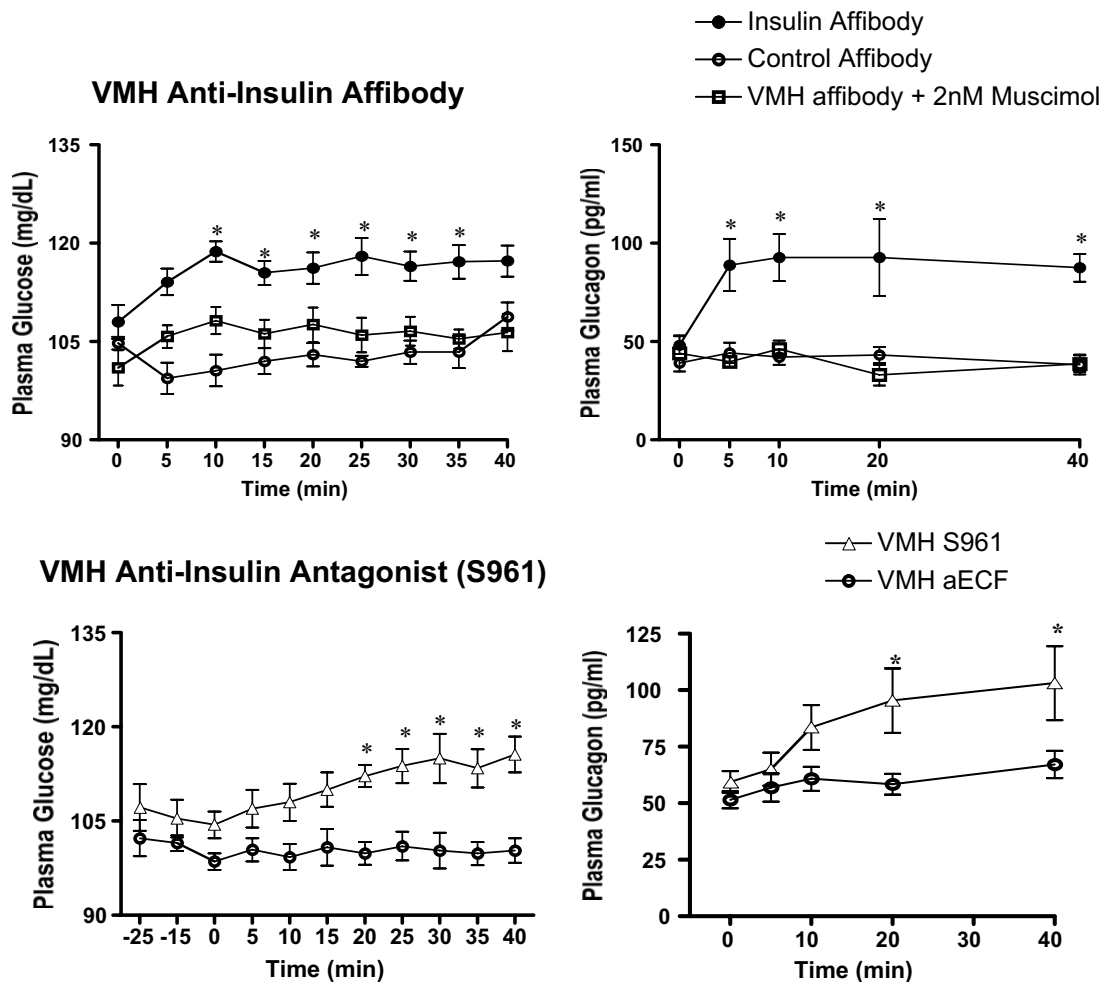 Insulin Affibody
Control Affibody
VMH affibody + 2nM Muscimol
VMH Anti-Insulin Affibody
Plasma Glucose (mg/dL)
135
120
105
90
* * * * * *
0 5 10 15 20 25 30 35 40
Time (min)
Plasma Glucagon (pg/ml)
150
100
50
0
* * * *
0 5 10 20 40
Time (min)
VMH S961
VMH aECF
VMH Anti-Insulin Antagonist (S961)
Plasma Glucose (mg/dL)
135
120
105
90
* * * * *
-25 -15 0 5 10 15 20 25 30 35 40
Time (min)
Plasma Glucagon (pg/ml)
125
100
75
50
25
0
* *
0 10 20 30 40
Time (min)